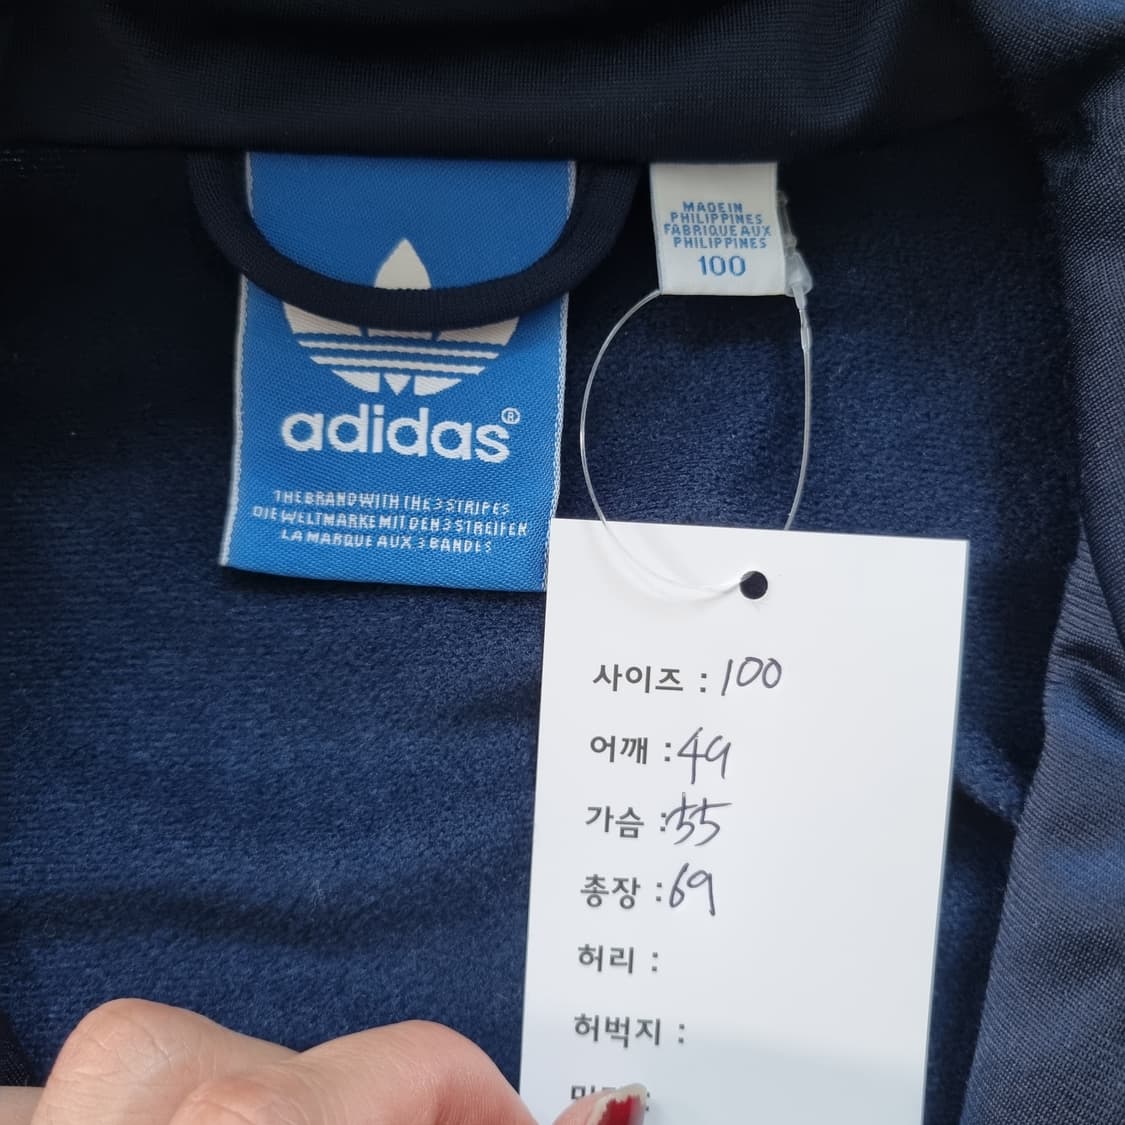 adidas®
THE BRAND WITH THE 3 STRIPES
DIE WELTMARKE MIT DEN 3 STREIFEN
LA MARQUE AUX 3 BANDES
MADE IN
PHILIPPINES
FABRIQUE AUX
PHILIPPINES
100
사이즈 : 100
어깨 : 49
가슴 : 55
총장 : 69
허리 :
허벅지 :